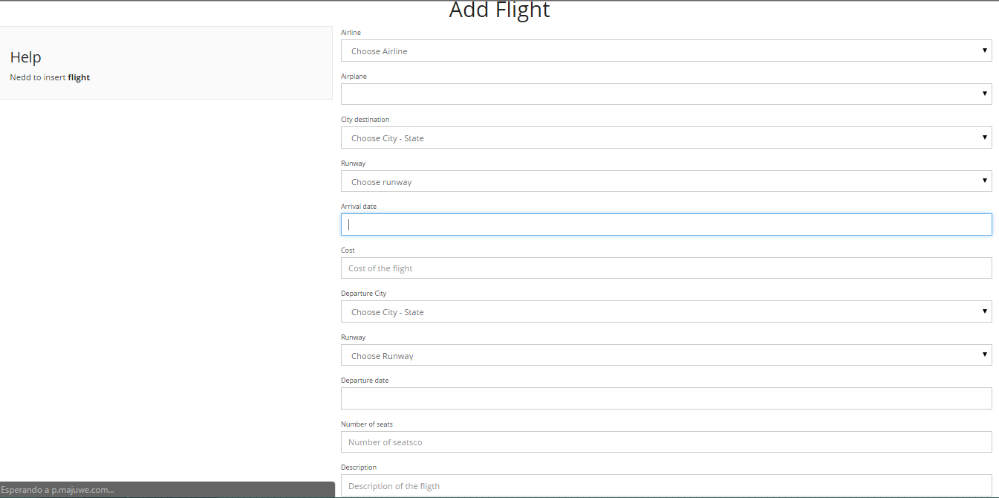 Add Flight
Help
Nedd to insert flight
Airline
Choose Airline
Airplane
City destination
Choose City - State
Runway
Choose runway
Arrival date
Cost
Cost of the flight
Departure City
Choose City - State
Runway
Choose Runway
Departure date
Number of seats
Number of seatsco
Description
Description of the fligth
Esperando a p.majuwe.com...